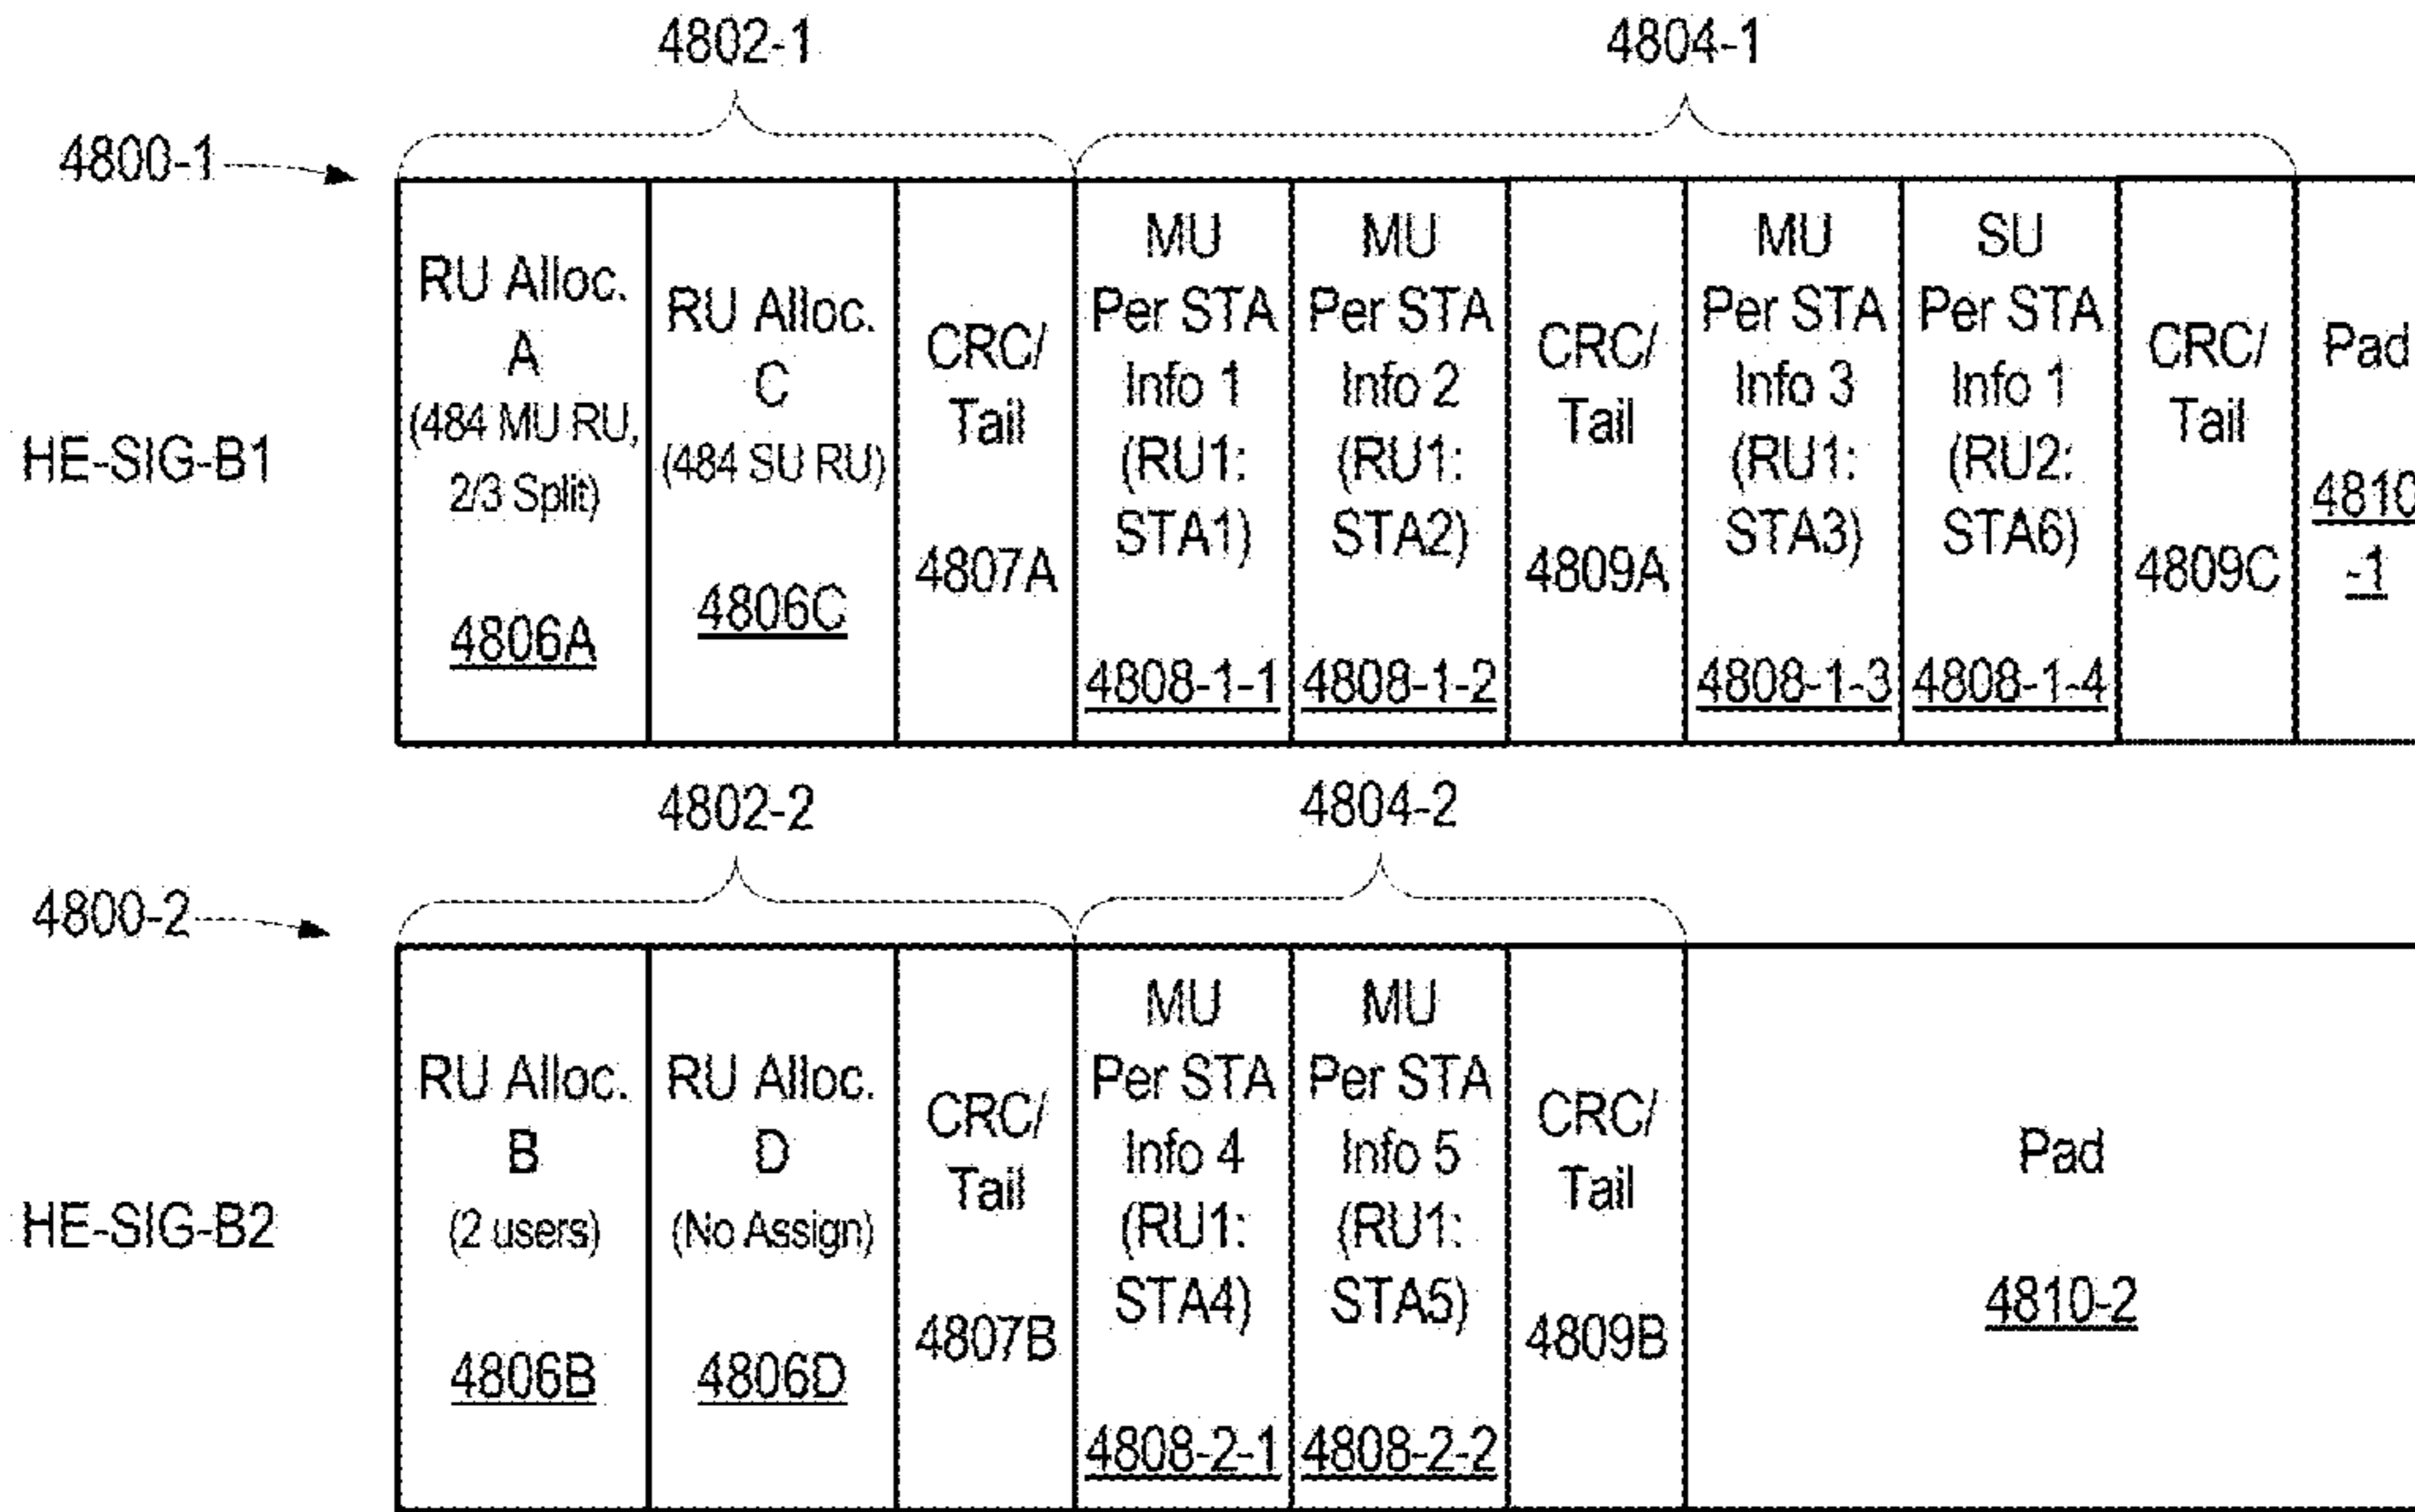 4802-1
4804-1
4800-1
HE-SIG-B1
RU Alloc.
A
(484 MU RU,
2/3 Split)
4806A
RU Alloc.
C
(484 SU RU)
4806C
CRC/
Tail
4807A
MU
Per STA
Info 1
(RU1:
STA1)
4808-1-1
MU
Per STA
Info 2
(RU1:
STA2)
4808-1-2
CRC/
Tail
4809A
MU
Per STA
Info 3
(RU1:
STA3)
4808-1-3
SU
Per STA
Info 1
(RU2:
STA6)
4808-1-4
CRC/
Tail
4809C
Pad
4810
-1
4802-2
4804-2
4800-2
HE-SIG-B2
RU Alloc.
B
(2 users)
4806B
RU Alloc.
D
(No Assign)
4806D
CRC/
Tail
4807B
MU
Per STA
Info 4
(RU1:
STA4)
4808-2-1
MU
Per STA
Info 5
(RU1:
STA5)
4808-2-2
CRC/
Tail
4809B
Pad
4810-2